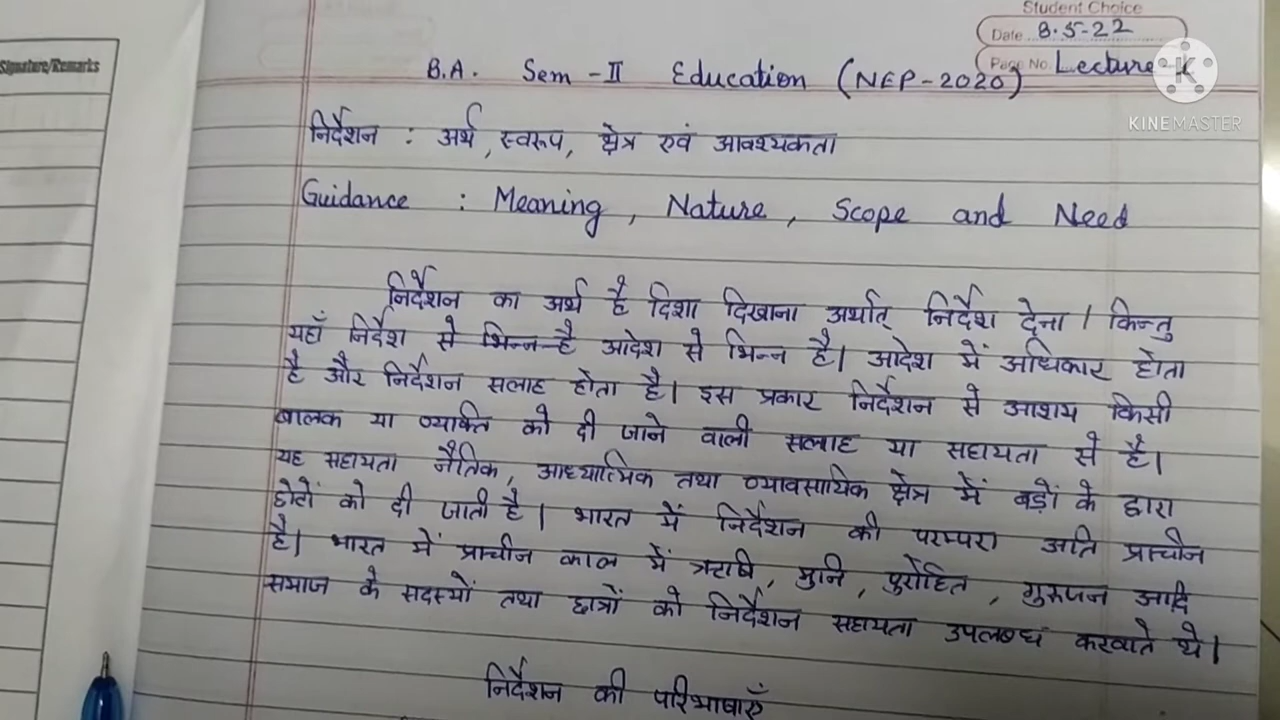 Student Choice
Signature/Remarks
Date 8.5-22
Page No. Lecture
B.A. Sem - II Education (NEP-2020)
KINEMASTER
निर्देशन : अर्थ, स्वरूप, क्षेत्र एवं आवश्यकता
Guidance : Meaning, Nature, Scope and Need
निर्देशन का अर्थ है दिशा दिखाना अर्थात् निर्देश देना। किन्तु
यहाँ निर्देश से भिन्न है आदेश से भिन्न है। आदेश में अधिकार होता
है और निर्देशन सलाह होता है। इस प्रकार निर्देशन से आशय किसी
बालक या व्यक्ति को दी जाने वाली सलाह या सहायता से है।
यह सहायता नैतिक, आध्यात्मिक तथा व्यावसायिक क्षेत्र में बड़ों के द्वारा
छोटों को दी जाती है। भारत में निर्देशन की परम्परा अति प्राचीन
है। भारत में प्राचीन काल में ऋषि, मुनि, पुरोहित, गुरुजन आदि
समाज के सदस्यों तथा छात्रों को निर्देशन सहायता उपलब्ध करवाते थे।
निर्देशन की परिभाषाएँ